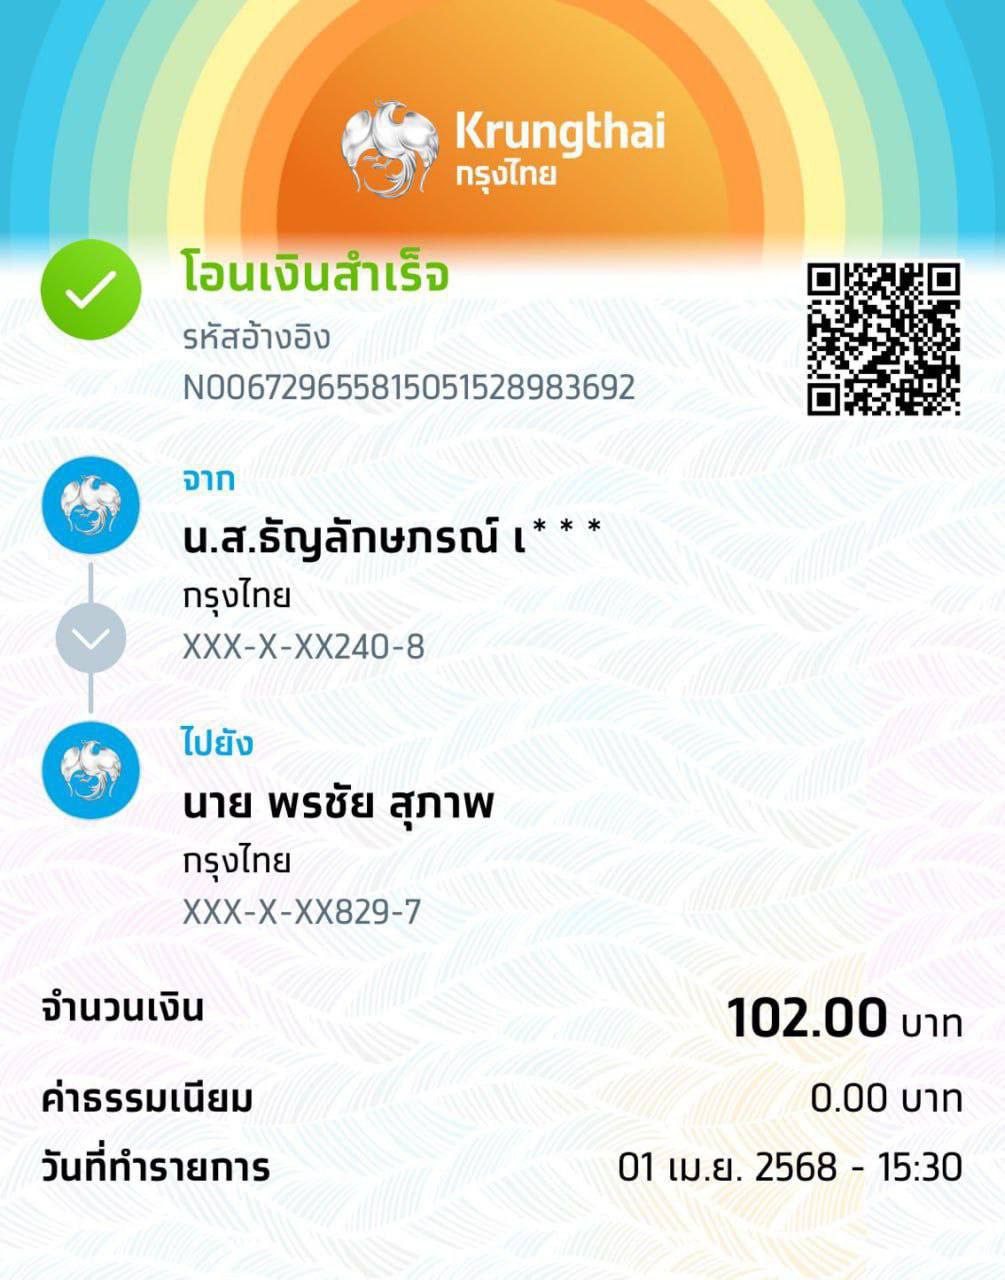 Krungthai
กรุงไทย
โอนเงินสำเร็จ
รหัสอ้างอิง
N006729655815051528983692
จาก
น.ส.ธัญลักษภรณ์ เ***
กรุงไทย
XXX-X-XX240-8
ไปยัง
นาย พรชัย สุภาพ
กรุงไทย
XXX-X-XX829-7
จำนวนเงิน 102.00 บาท
ค่าธรรมเนียม 0.00 บาท
วันที่ทำรายการ 01 เม.ย. 2568 - 15:30